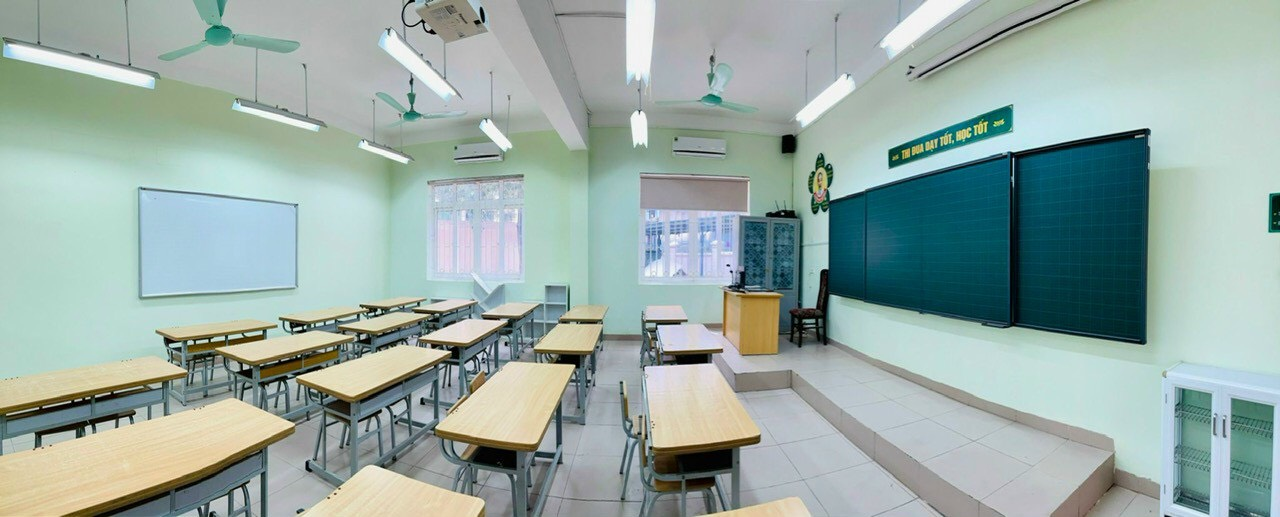 THI ĐUA DẠY TỐT, HỌC TỐT